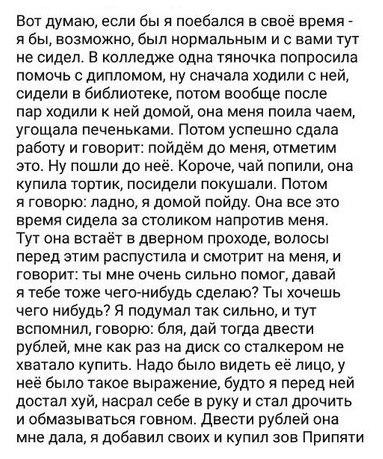 Вот думаю, если бы я поебался в своё время -
я бы, возможно, был нормальным и с вами тут
не сидел. В колледже одна тяночка попросила
помочь с дипломом, ну сначала ходили с ней,
сидели в библиотеке, потом вообще после
пар ходили к ней домой, она меня поила чаем,
угощала печеньками. Потом успешно сдала
работу и говорит: пойдём до меня, отметим
это. Ну пошли до неё. Короче, чай попили, она
купила тортик, посидели покушали. Потом
я говорю: ладно, я домой пойду. Она все это
время сидела за столиком напротив меня.
Тут она встаёт в дверном проходе, волосы
перед этим распустила и смотрит на меня, и
говорит: ты мне очень сильно помог, давай
я тебе тоже чего-нибудь сделаю? Ты хочешь
чего нибудь? Я подумал так сильно, и тут
вспомнил, говорю: бля, дай тогда двести
рублей, мне как раз на диск со сталкером не
хватало купить. Надо было видеть её лицо, у
неё было такое выражение, будто я перед ней
достал хуй, насрал себе в руку и стал дрочить
и обмазываться говном. Двести рублей она
мне дала, я добавил своих и купил зов Припяти